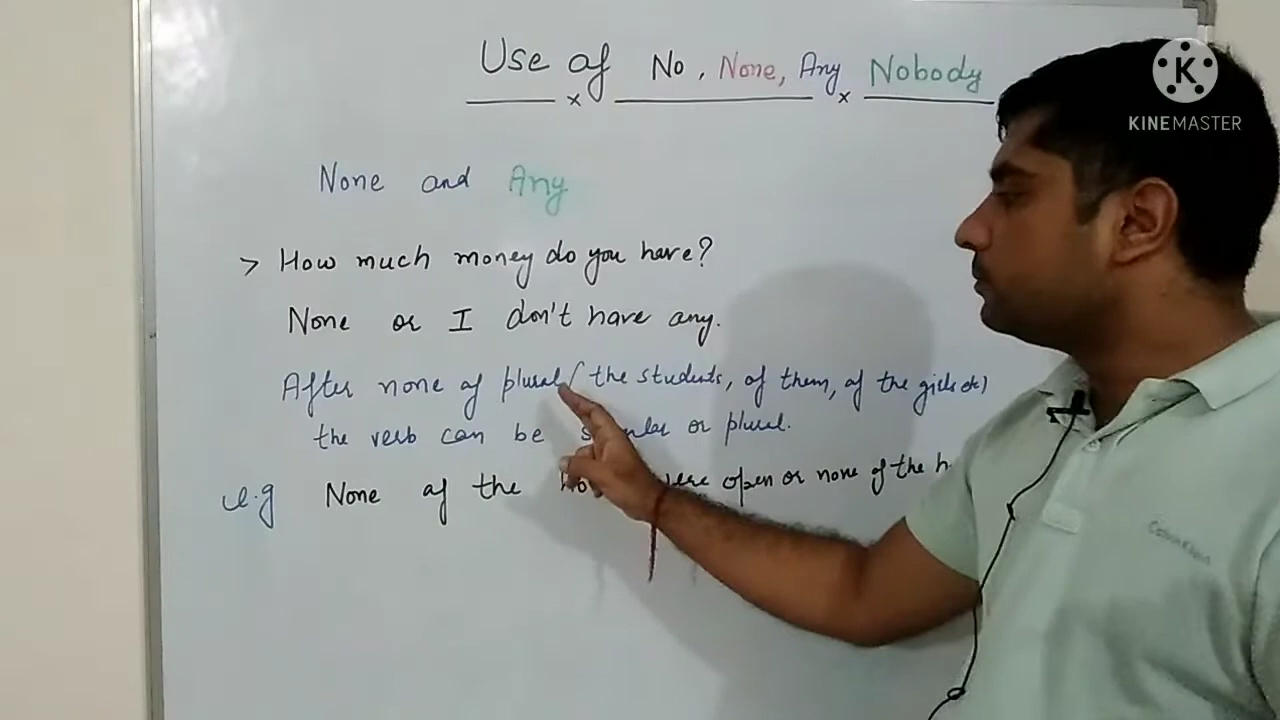 Use of No, None, Any Nobody
KINEMASTER
None and Any
> How much money do you have?
None or I don't have any.
After none of plural (the students, of them, of the girls etc)
the verb can be or plural.
e.g None of the open or none of the
Calvin Klein